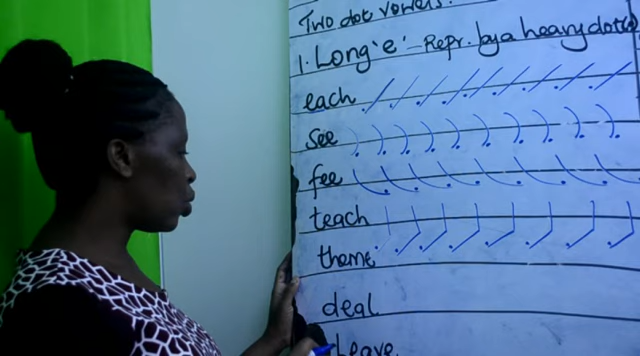 Two dot vowels.
1. Long 'e' - Repr. by a heavy dot
each
see
fee
teach
theme
deal
Leave